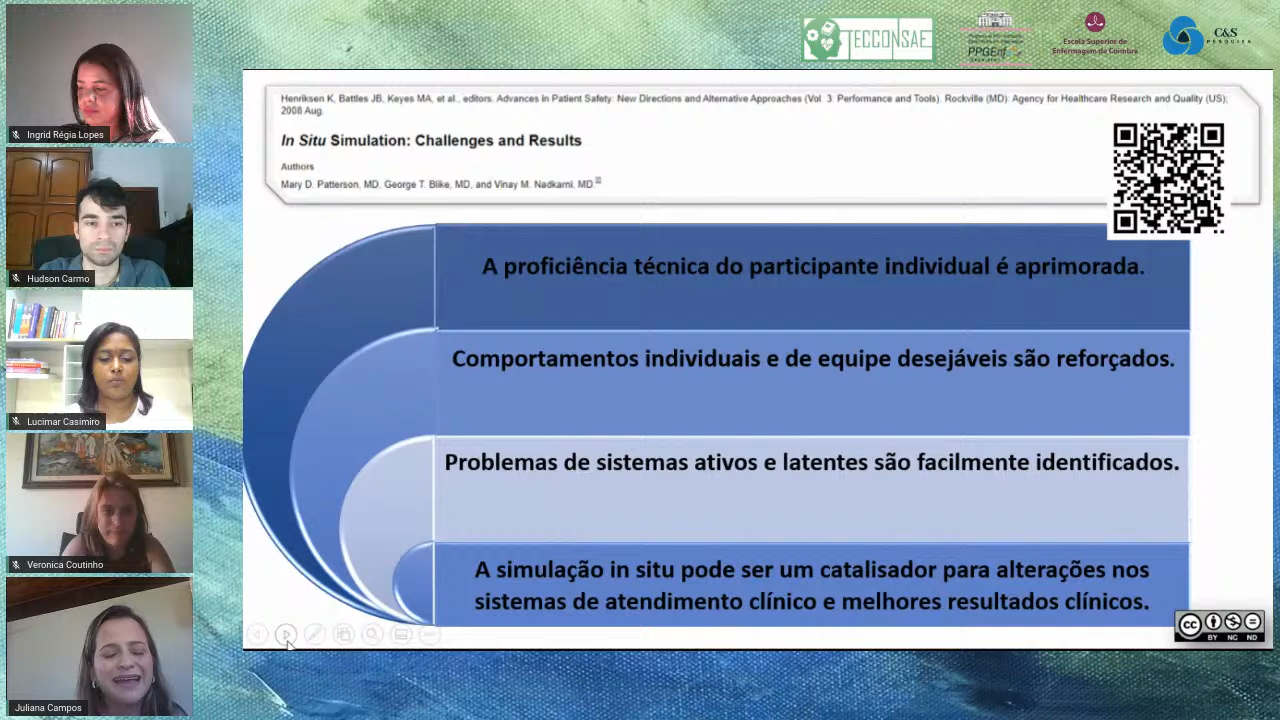 Ingrid Régia Lopes
Hudson Carmo
Lucimar Casimiro
Veronica Coutinho
Juliana Campos
TECCONSAE
PPGEnf
Escola Superior de
Enfermagem de Coimbra
C&S
PESQUISA
Henriksen K, Battles JB, Keyes MA, et al., editors. Advances in Patient Safety: New Directions and Alternative Approaches (Vol. 3: Performance and Tools). Rockville (MD): Agency for Healthcare Research and Quality (US);
2008 Aug.
In Situ Simulation: Challenges and Results
Authors
Mary D. Patterson, MD, George T. Blike, MD, and Vinay M. Nadkarni, MD.
A proficiência técnica do participante individual é aprimorada.
Comportamentos individuais e de equipe desejáveis são reforçados.
Problemas de sistemas ativos e latentes são facilmente identificados.
A simulação in situ pode ser um catalisador para alterações nos
sistemas de atendimento clínico e melhores resultados clínicos.
cc
BY NC ND